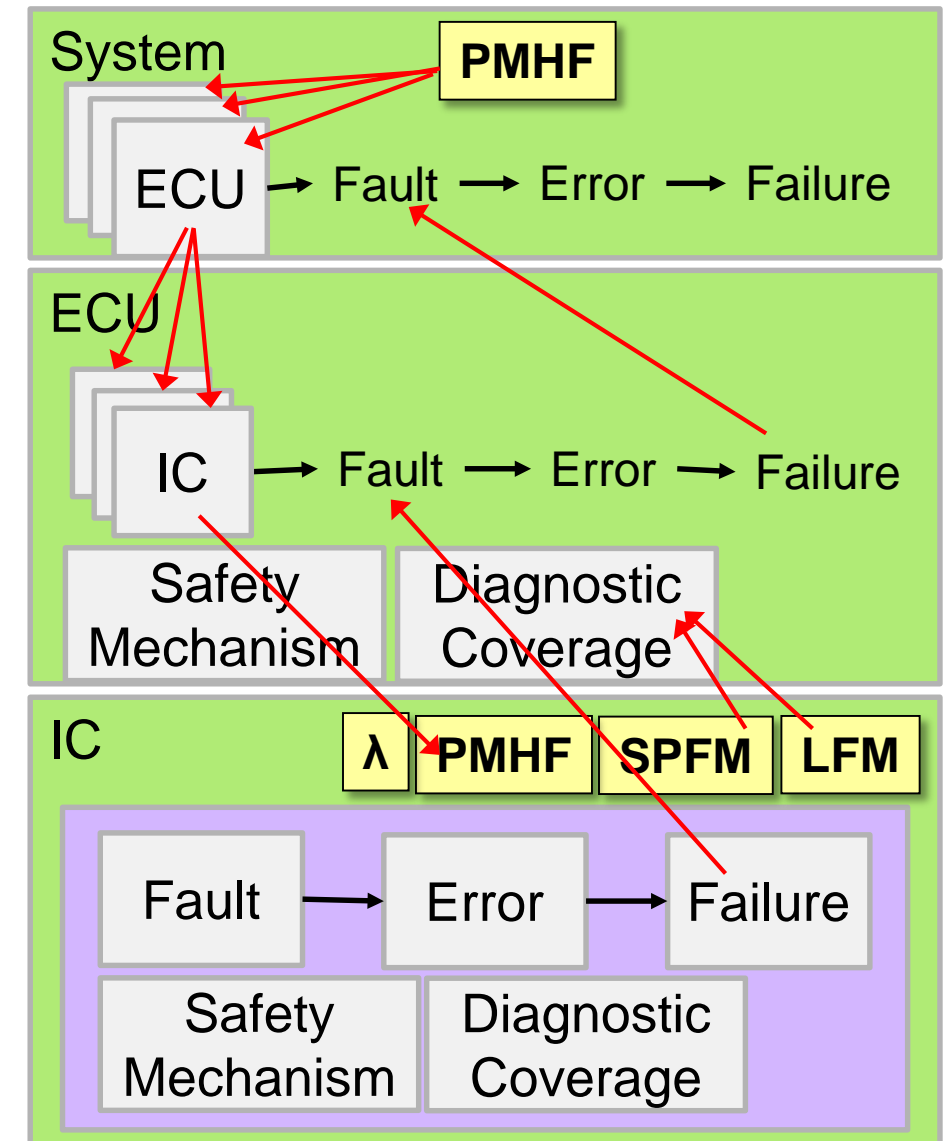 System
PMHF
ECU
Fault
Error
Failure
ECU
IC
Fault
Error
Failure
Safety
Mechanism
Diagnostic
Coverage
IC
λ
PMHF
SPFM
LFM
Fault
Error
Failure
Safety
Mechanism
Diagnostic
Coverage